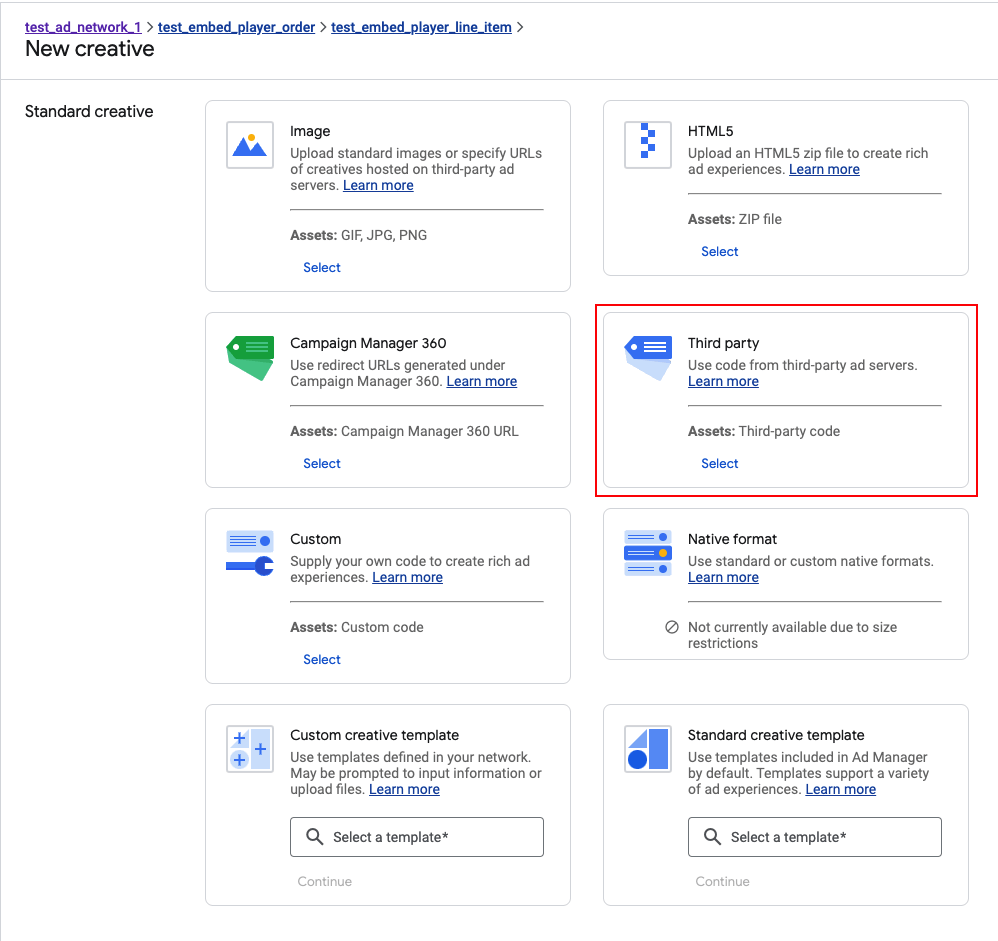 test_ad_network_1 > test_embed_player_order > test_embed_player_line_item >
New creative
Standard creative
Image
Upload standard images or specify URLs
of creatives hosted on third-party ad
servers. Learn more
Assets: GIF, JPG, PNG
Select
HTML5
Upload an HTML5 zip file to create rich
ad experiences. Learn more
Assets: ZIP file
Select
Campaign Manager 360
Use redirect URLs generated under
Campaign Manager 360. Learn more
Assets: Campaign Manager 360 URL
Select
Third party
Use code from third-party ad servers.
Learn more
Assets: Third-party code
Select
Custom
Supply your own code to create rich ad
experiences. Learn more
Assets: Custom code
Select
Native format
Use standard or custom native formats.
Learn more
Not currently available due to size
restrictions
Custom creative template
Use templates defined in your network.
May be prompted to input information or
upload files. Learn more
Select a template*
Continue
Standard creative template
Use templates included in Ad Manager
by default. Templates support a variety
of ad experiences. Learn more
Select a template*
Continue